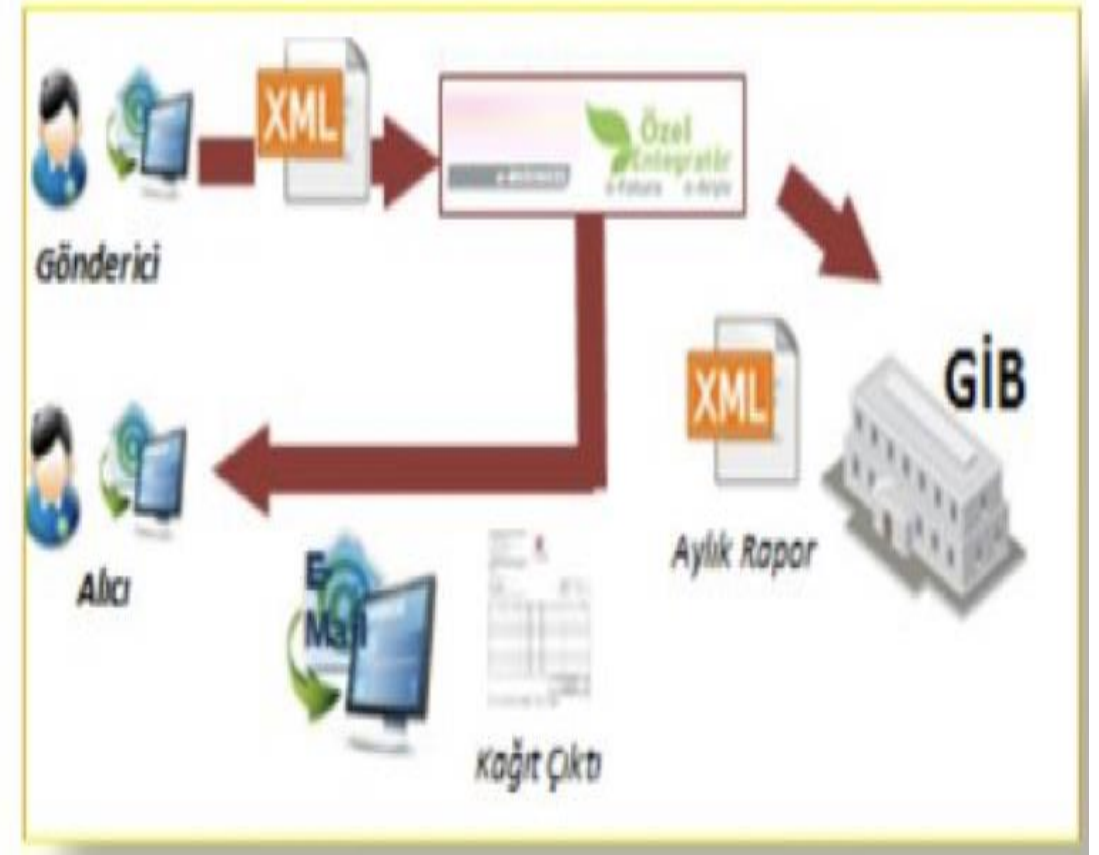 XML
Özel
Entegratör
e-Fatura e-Arşiv
Gönderici
GİB
XML
Aylık Rapor
Alıcı
E
Mail
Kağıt Çıktı